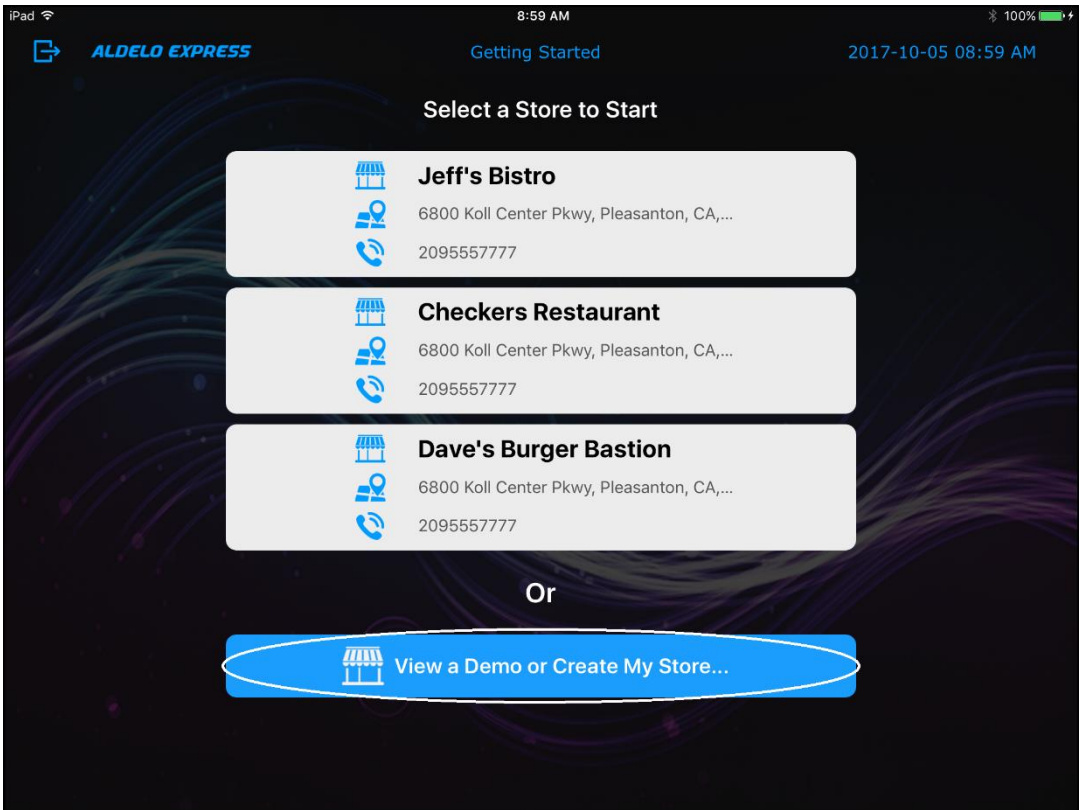 iPad 8:59 AM 100%
ALDELO EXPRESS Getting Started 2017-10-05 08:59 AM
Select a Store to Start
Jeff's Bistro
6800 Koll Center Pkwy, Pleasanton, CA,...
2095557777
Checkers Restaurant
6800 Koll Center Pkwy, Pleasanton, CA,...
2095557777
Dave's Burger Bastion
6800 Koll Center Pkwy, Pleasanton, CA,...
2095557777
Or
View a Demo or Create My Store...